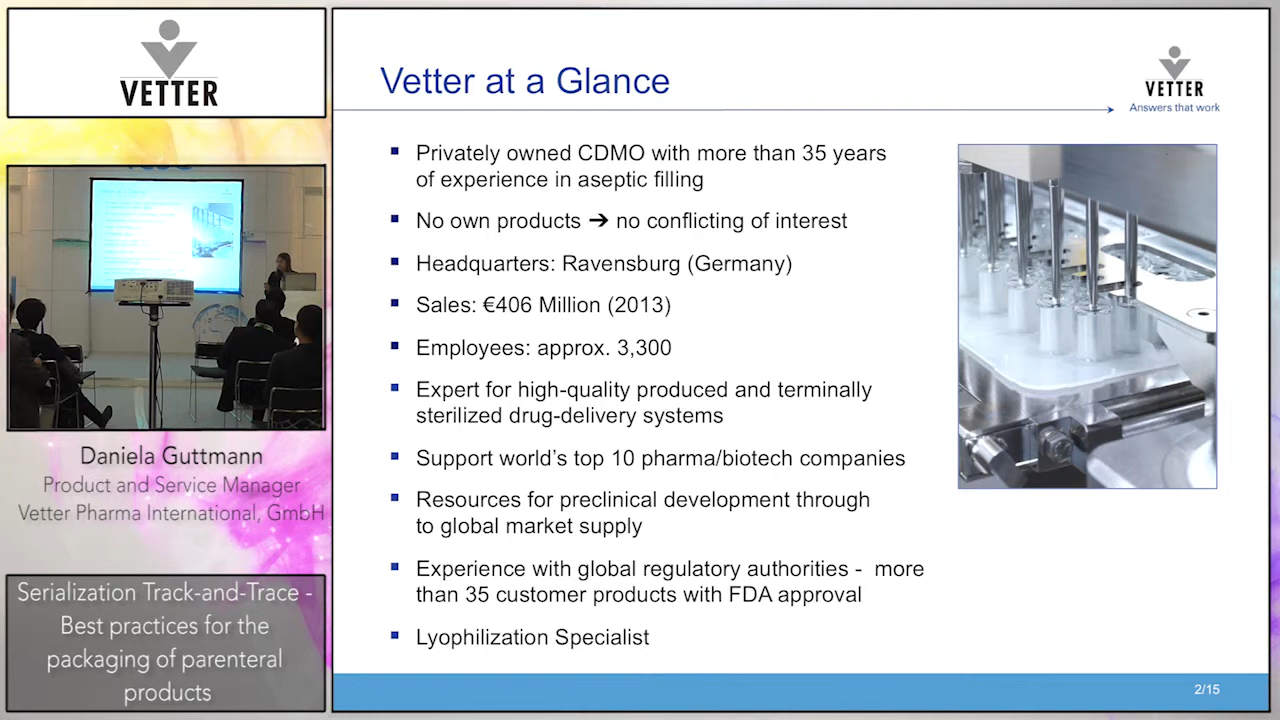 VETTER
Daniela Guttmann
Product and Service Manager
Vetter Pharma International, GmbH
Serialization Track-and-Trace -
Best practices for the
packaging of parenteral
products
Vetter at a Glance
VETTER
Answers that work
▪ Privately owned CDMO with more than 35 years
of experience in aseptic filling
▪ No own products ➔ no conflicting of interest
▪ Headquarters: Ravensburg (Germany)
▪ Sales: €406 Million (2013)
▪ Employees: approx. 3,300
▪ Expert for high-quality produced and terminally
sterilized drug-delivery systems
▪ Support world’s top 10 pharma/biotech companies
▪ Resources for preclinical development through
to global market supply
▪ Experience with global regulatory authorities -  more
than 35 customer products with FDA approval
▪ Lyophilization Specialist
2/15